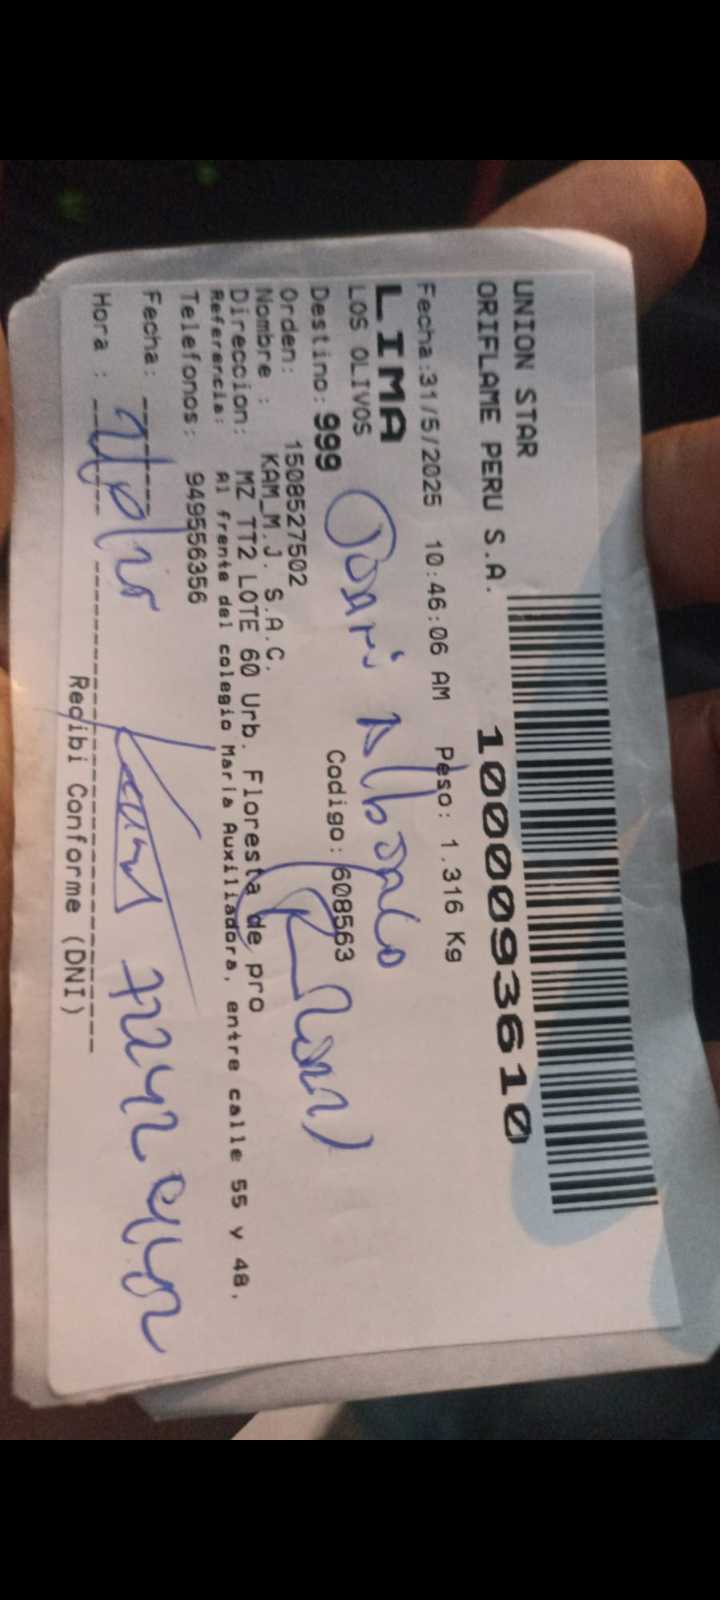 UNION STAR
ORIFLAME PERU S.A.
1000093610
Fecha:31/5/2025 10:46:06 AM Peso: 1.316 Kg
LIMA
LOS OLIVOS
Destino: 999 Codigo: 608563
Orden: 1508527502
Nombre : KAM_M.J. S.A.C.
Direccion: MZ TT2 LOTE 60 Urb. Floresta de pro
Referencia: Al frente del colegio Maria Auxiliadora, entre calle 55 y 48,
Telefonos: 949556356
Fecha:
Hora :
Recibi Conforme (DNI)